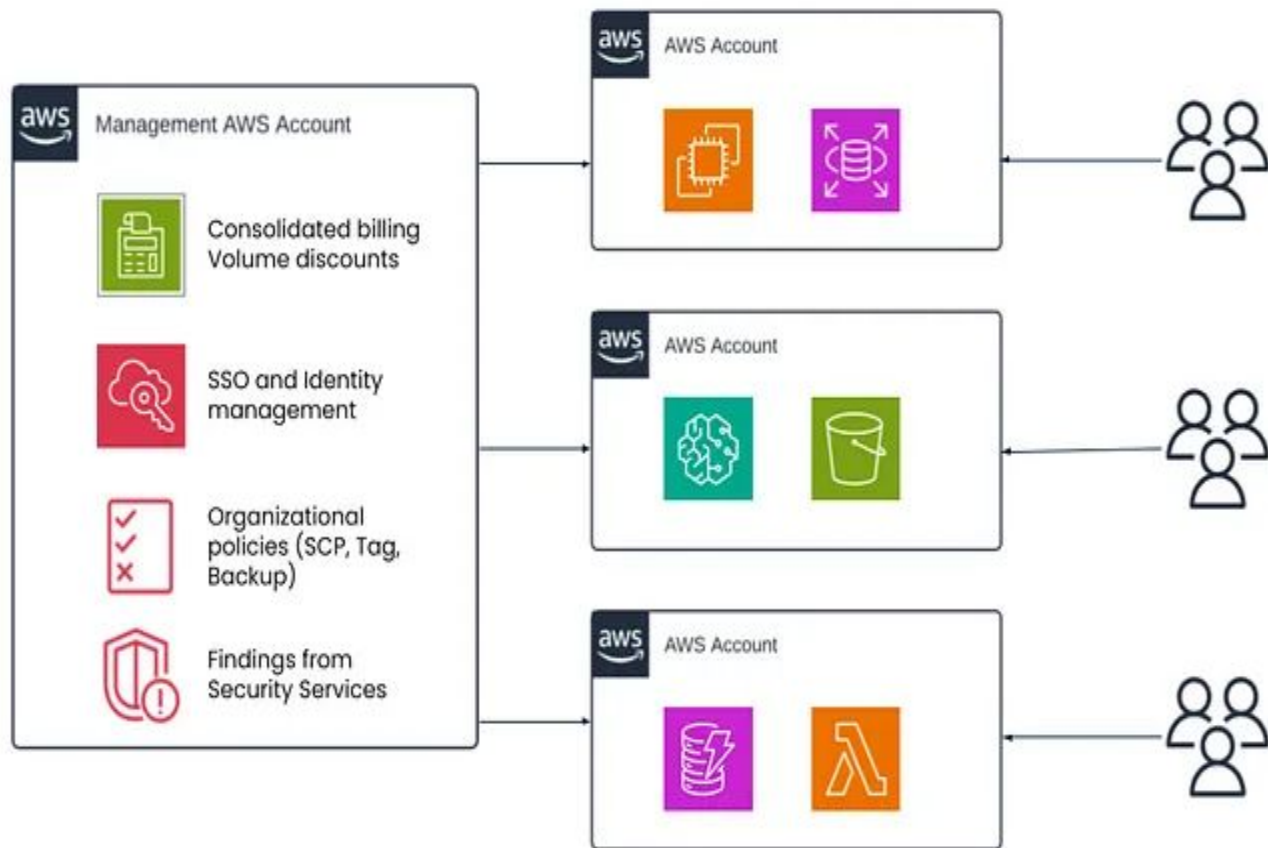 aws
Management AWS Account
Consolidated billing
Volume discounts
SSO and Identity
management
Organizational
policies (SCP, Tag,
Backup)
Findings from
Security Services
aws
AWS Account
aws
AWS Account
aws
AWS Account